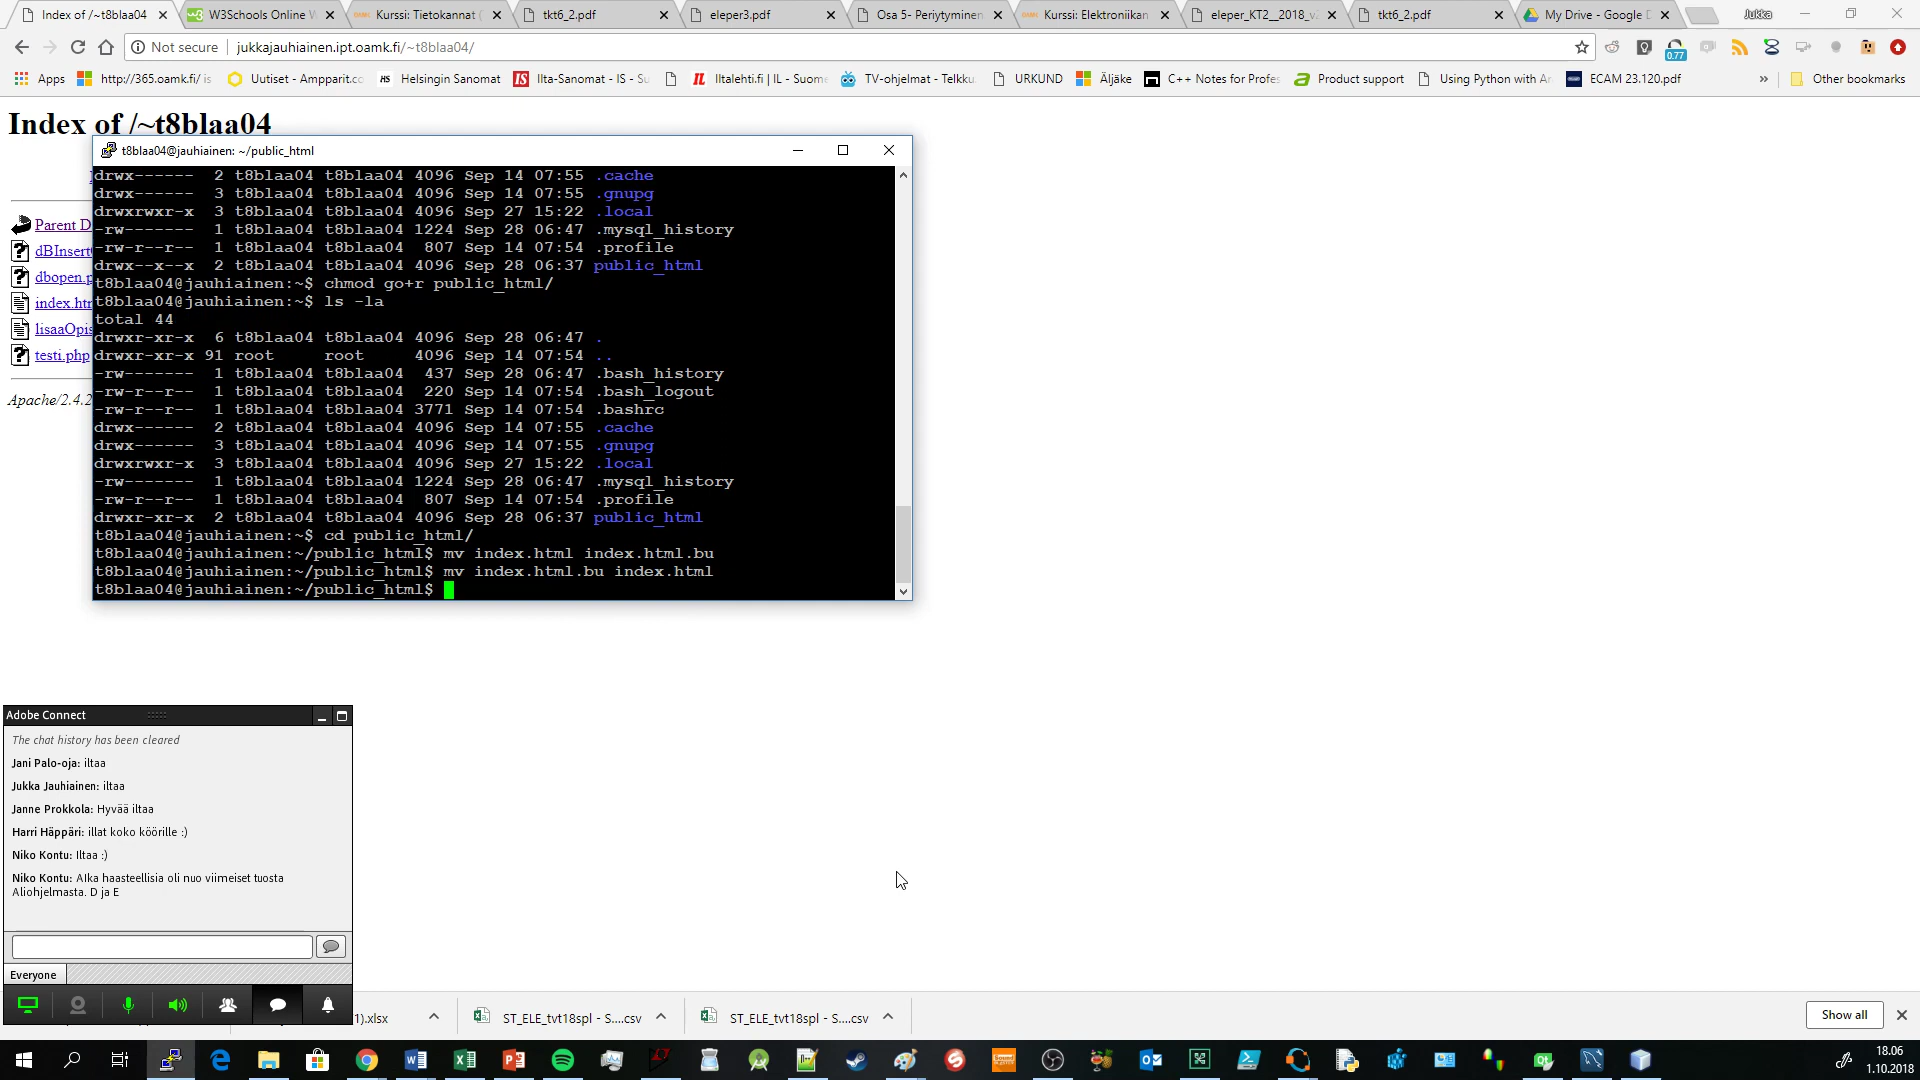 Index of /~t8blaa04
W3Schools Online W
Kurssi: Tietokannat (
tkt6_2.pdf
eleper3.pdf
Osa 5- Periytyminen
Kurssi: Elektroniikan
eleper_KT2__2018_v
tkt6_2.pdf
My Drive - Google D
Jukka
Not secure
jukkajauhiainen.ipt.oamk.fi/~t8blaa04/
0.77
Apps
http://365.oamk.fi/ is
Uutiset - Ampparit.co
Helsingin Sanomat
Ilta-Sanomat - IS - Su
Iltalehti.fi | IL - Suome
TV-ohjelmat - Telkku
URKUND
Äljäke
C++ Notes for Profes
Product support
Using Python with Ar
ECAM 23.120.pdf
Other bookmarks
Index of /~t8blaa04
Parent D
dBInsert
dbopen.p
index.htm
lisaaOpis
testi.php
Apache/2.4.2
t8blaa04@jauhiainen: ~/public_html
drwx------ 2 t8blaa04 t8blaa04 4096 Sep 14 07:55 .cache
drwx------ 3 t8blaa04 t8blaa04 4096 Sep 14 07:55 .gnupg
drwxrwxr-x 3 t8blaa04 t8blaa04 4096 Sep 27 15:22 .local
-rw------- 1 t8blaa04 t8blaa04 1224 Sep 28 06:47 .mysql_history
-rw-r--r-- 1 t8blaa04 t8blaa04 807 Sep 14 07:54 .profile
drwx--x--x 2 t8blaa04 t8blaa04 4096 Sep 28 06:37 public_html
t8blaa04@jauhiainen:~$ chmod go+r public_html/
t8blaa04@jauhiainen:~$ ls -la
total 44
drwxr-xr-x 6 t8blaa04 t8blaa04 4096 Sep 28 06:47 .
drwxr-xr-x 91 root root 4096 Sep 14 07:54 ..
-rw------- 1 t8blaa04 t8blaa04 437 Sep 28 06:47 .bash_history
-rw-r--r-- 1 t8blaa04 t8blaa04 220 Sep 14 07:54 .bash_logout
-rw-r--r-- 1 t8blaa04 t8blaa04 3771 Sep 14 07:54 .bashrc
drwx------ 2 t8blaa04 t8blaa04 4096 Sep 14 07:55 .cache
drwx------ 3 t8blaa04 t8blaa04 4096 Sep 14 07:55 .gnupg
drwxrwxr-x 3 t8blaa04 t8blaa04 4096 Sep 27 15:22 .local
-rw------- 1 t8blaa04 t8blaa04 1224 Sep 28 06:47 .mysql_history
-rw-r--r-- 1 t8blaa04 t8blaa04 807 Sep 14 07:54 .profile
drwxr-xr-x 2 t8blaa04 t8blaa04 4096 Sep 28 06:37 public_html
t8blaa04@jauhiainen:~$ cd public_html/
t8blaa04@jauhiainen:~/public_html$ mv index.html index.html.bu
t8blaa04@jauhiainen:~/public_html$ mv index.html.bu index.html
t8blaa04@jauhiainen:~/public_html$
Adobe Connect
The chat history has been cleared
Jani Palo-oja: iltaa
Jukka Jauhiainen: iltaa
Janne Prokkola: Hyvää iltaa
Harri Häppäri: illat koko köörille :)
Niko Kontu: Iltaa :)
Niko Kontu: AIka haasteellisia oli nuo viimeiset tuosta
Aliohjelmasta. D ja E
Everyone
1).xlsx
ST_ELE_tvt18spl - S....csv
ST_ELE_tvt18spl - S....csv
Show all
18.06
1.10.2018